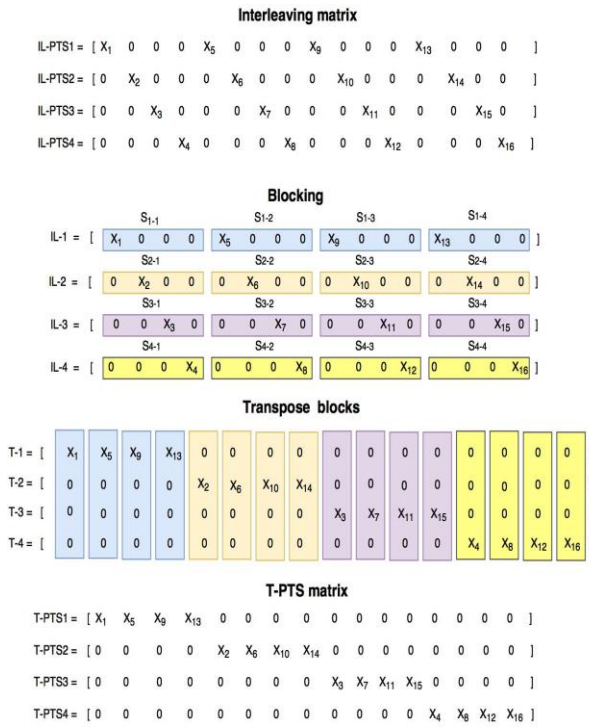 Interleaving matrix
IL-PTS1 = [ X₁ 0 0 0 X₅ 0 0 0 X₉ 0 0 0 X₁₃ 0 0 0 ]
IL-PTS2 = [ 0 X₂ 0 0 0 X₆ 0 0 0 X₁₀ 0 0 0 X₁₄ 0 0 ]
IL-PTS3 = [ 0 0 X₃ 0 0 0 X₇ 0 0 0 X₁₁ 0 0 0 X₁₅ 0 ]
IL-PTS4 = [ 0 0 0 X₄ 0 0 0 X₈ 0 0 0 X₁₂ 0 0 0 X₁₆ ]
Blocking
S₁₋₁ S₁₋₂ S₁₋₃ S₁₋₄
IL-1 = [ X₁ 0 0 0 X₅ 0 0 0 X₉ 0 0 0 X₁₃ 0 0 0 ]
S₂₋₁ S₂₋₂ S₂₋₃ S₂₋₄
IL-2 = [ 0 X₂ 0 0 0 X₆ 0 0 0 X₁₀ 0 0 0 X₁₄ 0 0 ]
S₃₋₁ S₃₋₂ S₃₋₃ S₃₋₄
IL-3 = [ 0 0 X₃ 0 0 0 X₇ 0 0 0 X₁₁ 0 0 0 X₁₅ 0 ]
S₄₋₁ S₄₋₂ S₄₋₃ S₄₋₄
IL-4 = [ 0 0 0 X₄ 0 0 0 X₈ 0 0 0 X₁₂ 0 0 0 X₁₆ ]
Transpose blocks
T-1 = [ X₁ X₅ X₉ X₁₃ 0 0 0 0 0 0 0 0 0 0 0 0
T-2 = [ 0 0 0 0 X₂ X₆ X₁₀ X₁₄ 0 0 0 0 0 0 0 0
T-3 = [ 0 0 0 0 0 0 0 0 X₃ X₇ X₁₁ X₁₅ 0 0 0 0
T-4 = [ 0 0 0 0 0 0 0 0 0 0 0 0 X₄ X₈ X₁₂ X₁₆
T-PTS matrix
T-PTS1 = [ X₁ X₅ X₉ X₁₃ 0 0 0 0 0 0 0 0 0 0 0 0 ]
T-PTS2 = [ 0 0 0 0 X₂ X₆ X₁₀ X₁₄ 0 0 0 0 0 0 0 0 ]
T-PTS3 = [ 0 0 0 0 0 0 0 0 X₃ X₇ X₁₁ X₁₅ 0 0 0 0 ]
T-PTS4 = [ 0 0 0 0 0 0 0 0 0 0 0 0 X₄ X₈ X₁₂ X₁₆ ]